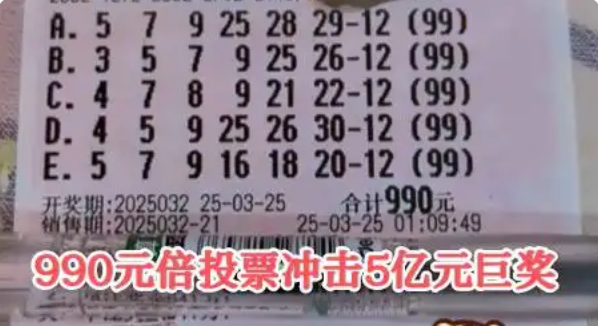 A. 5 7 9 25 28 29-12 (99)
B. 3 5 7 9 25 26-12 (99)
C. 4 7 8 9 21 22-12 (99)
D. 4 5 9 25 26 30-12 (99)
E. 5 7 9 16 18 20-12 (99)
开奖期:2025032 25-03-25 合计990元
销售期:2025032-21 25-03-25 01:09:49
990元倍投票冲击5亿元巨奖